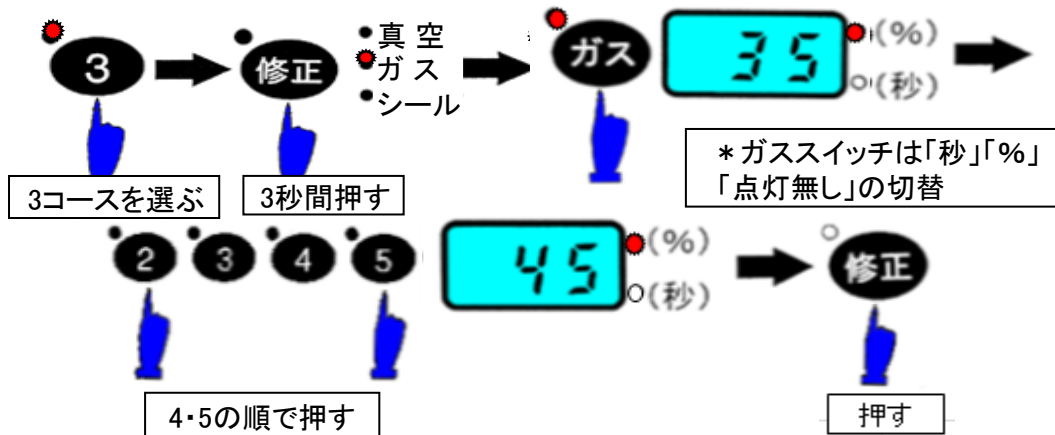 3
修正
真空
ガス
シール
ガス
35
(%)
(秒)
3コースを選ぶ
3秒間押す
*ガススイッチは「秒」「%」
「点灯無し」の切替
2 3 4 5
45
(%)
(秒)
修正
4・5の順で押す
押す